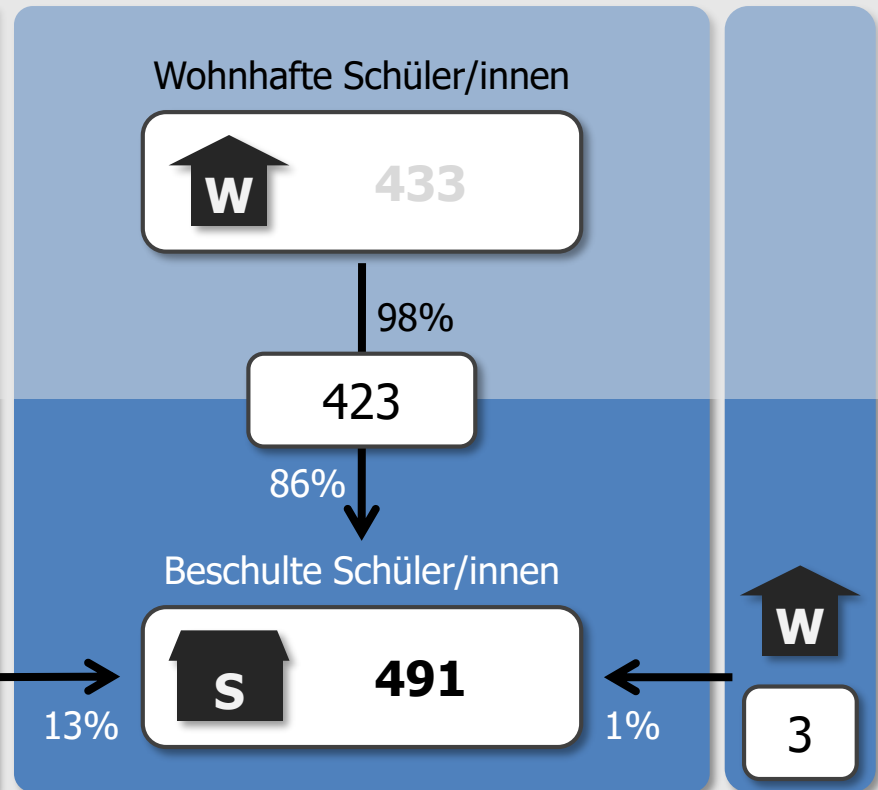 Wohnhafte Schüler/innen
W 433
98%
423
86%
Beschulte Schüler/innen
W
S 491
13%
1%
3